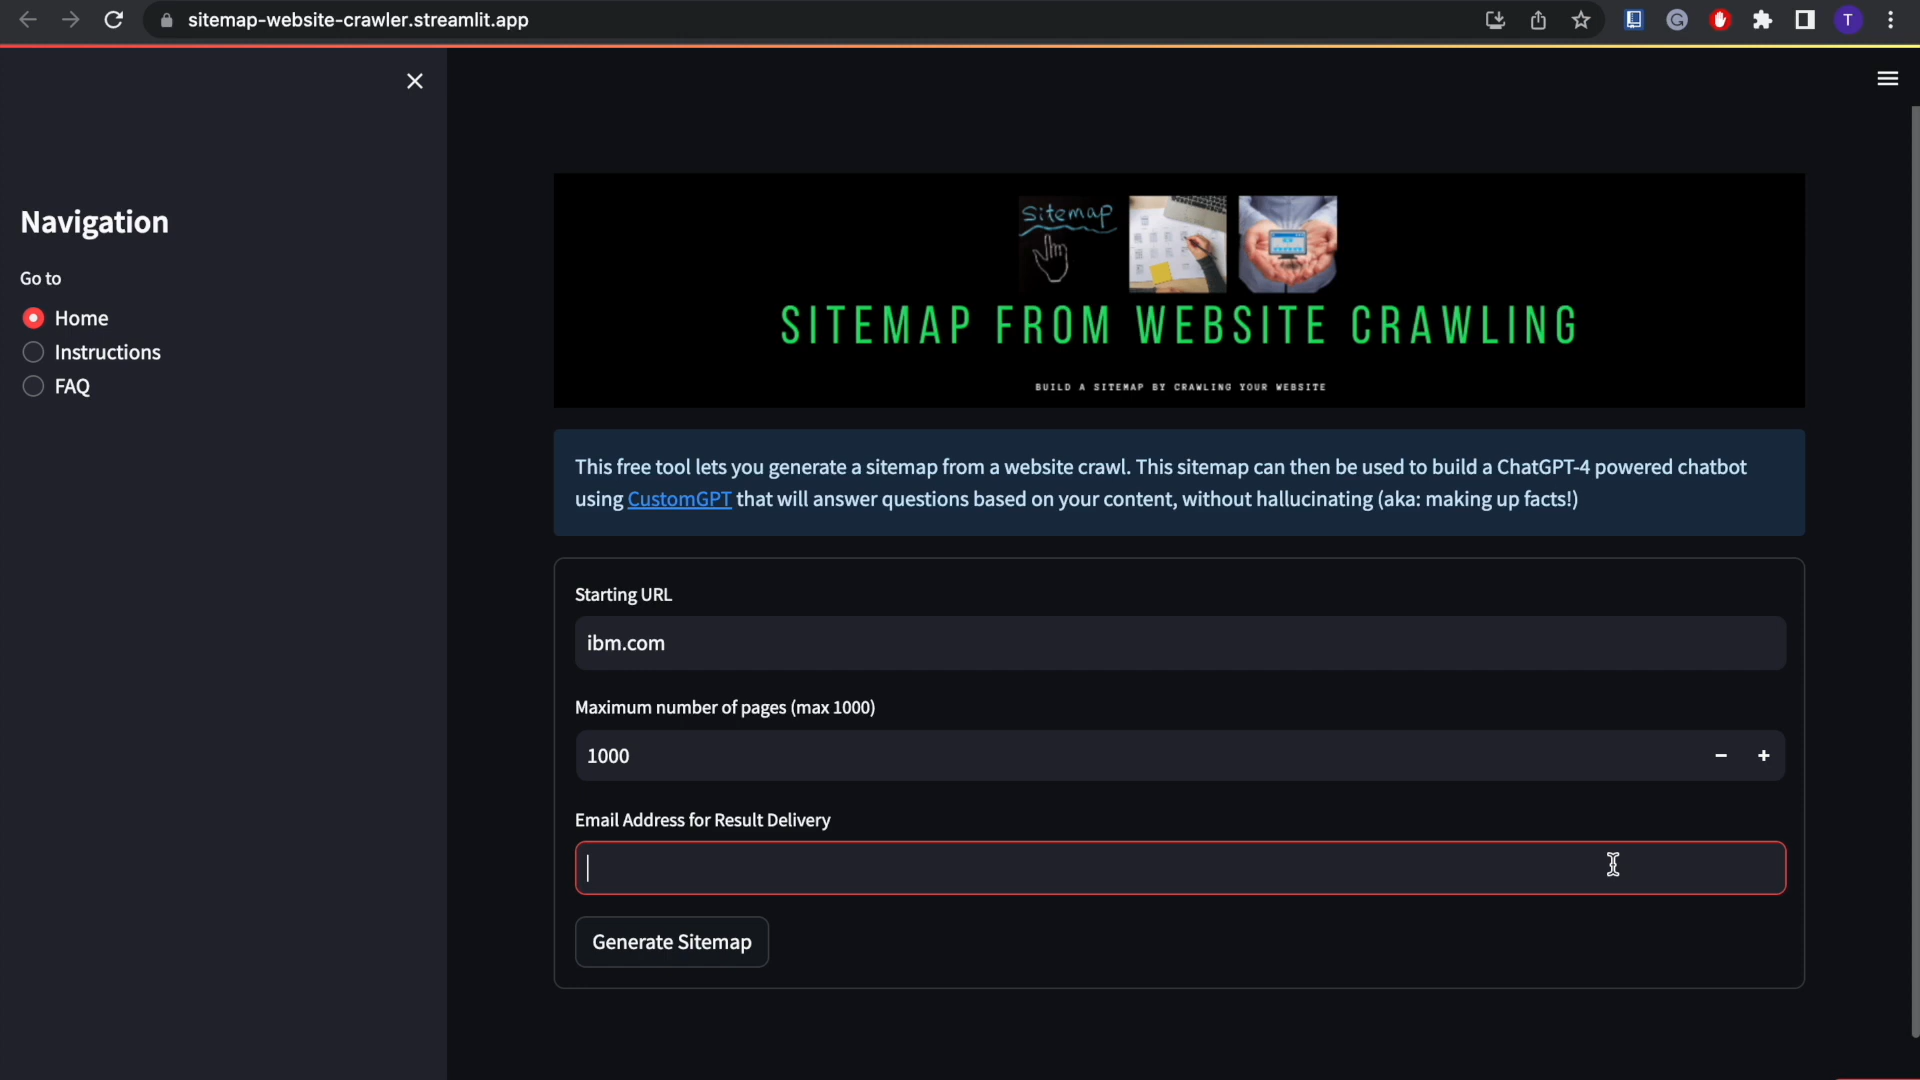 sitemap-website-crawler.streamlit.app
T
Navigation
Go to
Home
Instructions
FAQ
sitemap
SITEMAP FROM WEBSITE CRAWLING
BUILD A SITEMAP BY CRAWLING YOUR WEBSITE
This free tool lets you generate a sitemap from a website crawl. This sitemap can then be used to build a ChatGPT-4 powered chatbot
using CustomGPT that will answer questions based on your content, without hallucinating (aka: making up facts!)
Starting URL
ibm.com
Maximum number of pages (max 1000)
1000
Email Address for Result Delivery
Generate Sitemap